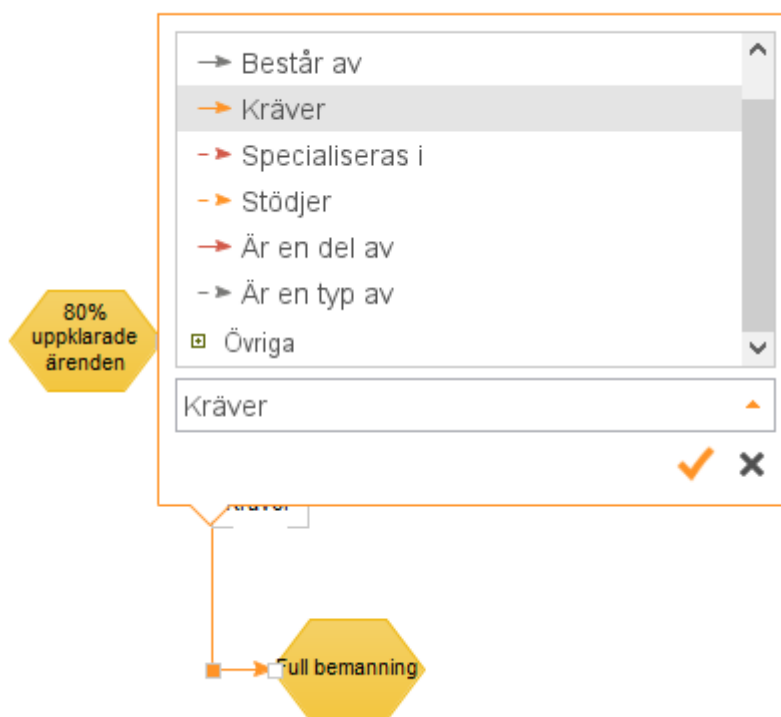 Består av
Kräver
Specialiseras i
Stödjer
Är en del av
Är en typ av
Övriga
Kräver
80%
uppklarade
ärenden
Kräver
Full bemanning